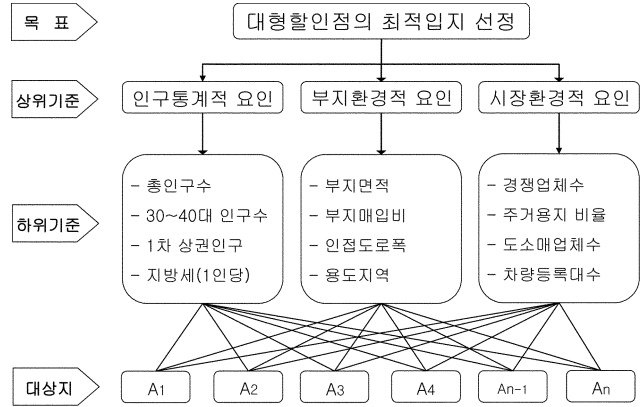 목 표
대형할인점의 최적입지 선정
상위기준
인구통계적 요인
부지환경적 요인
시장환경적 요인
하위기준
- 총인구수
- 30~40대 인구수
- 1차 상권인구
- 지방세(1인당)
- 부지면적
- 부지매입비
- 인접도로폭
- 용도지역
- 경쟁업체수
- 주거용지 비율
- 도소매업체수
- 차량등록대수
대상지
A1
A2
A3
A4
An-1
An